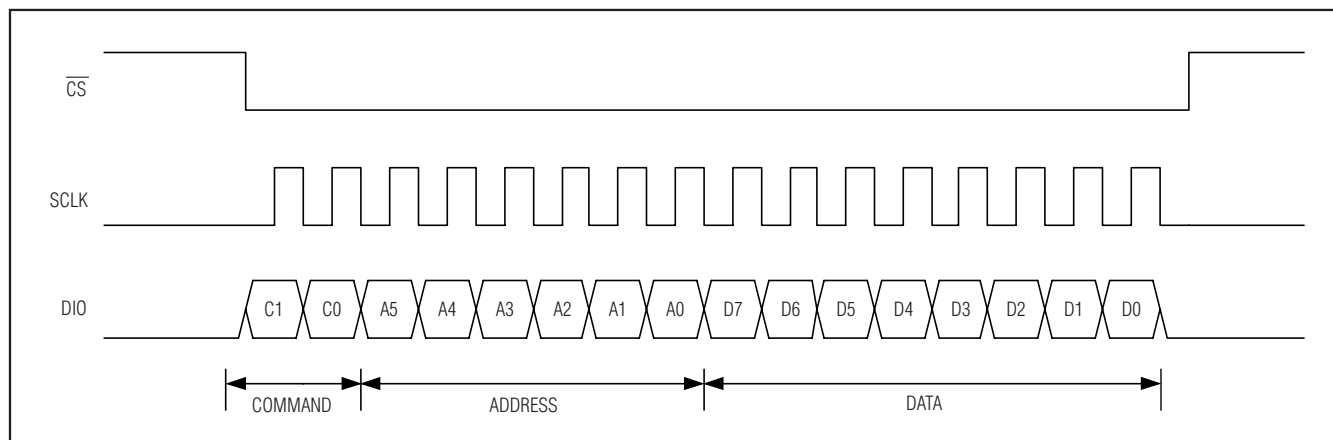 C̅S̅
SCLK
DIO C1 C0 A5 A4 A3 A2 A1 A0 D7 D6 D5 D4 D3 D2 D1 D0
COMMAND ADDRESS DATA